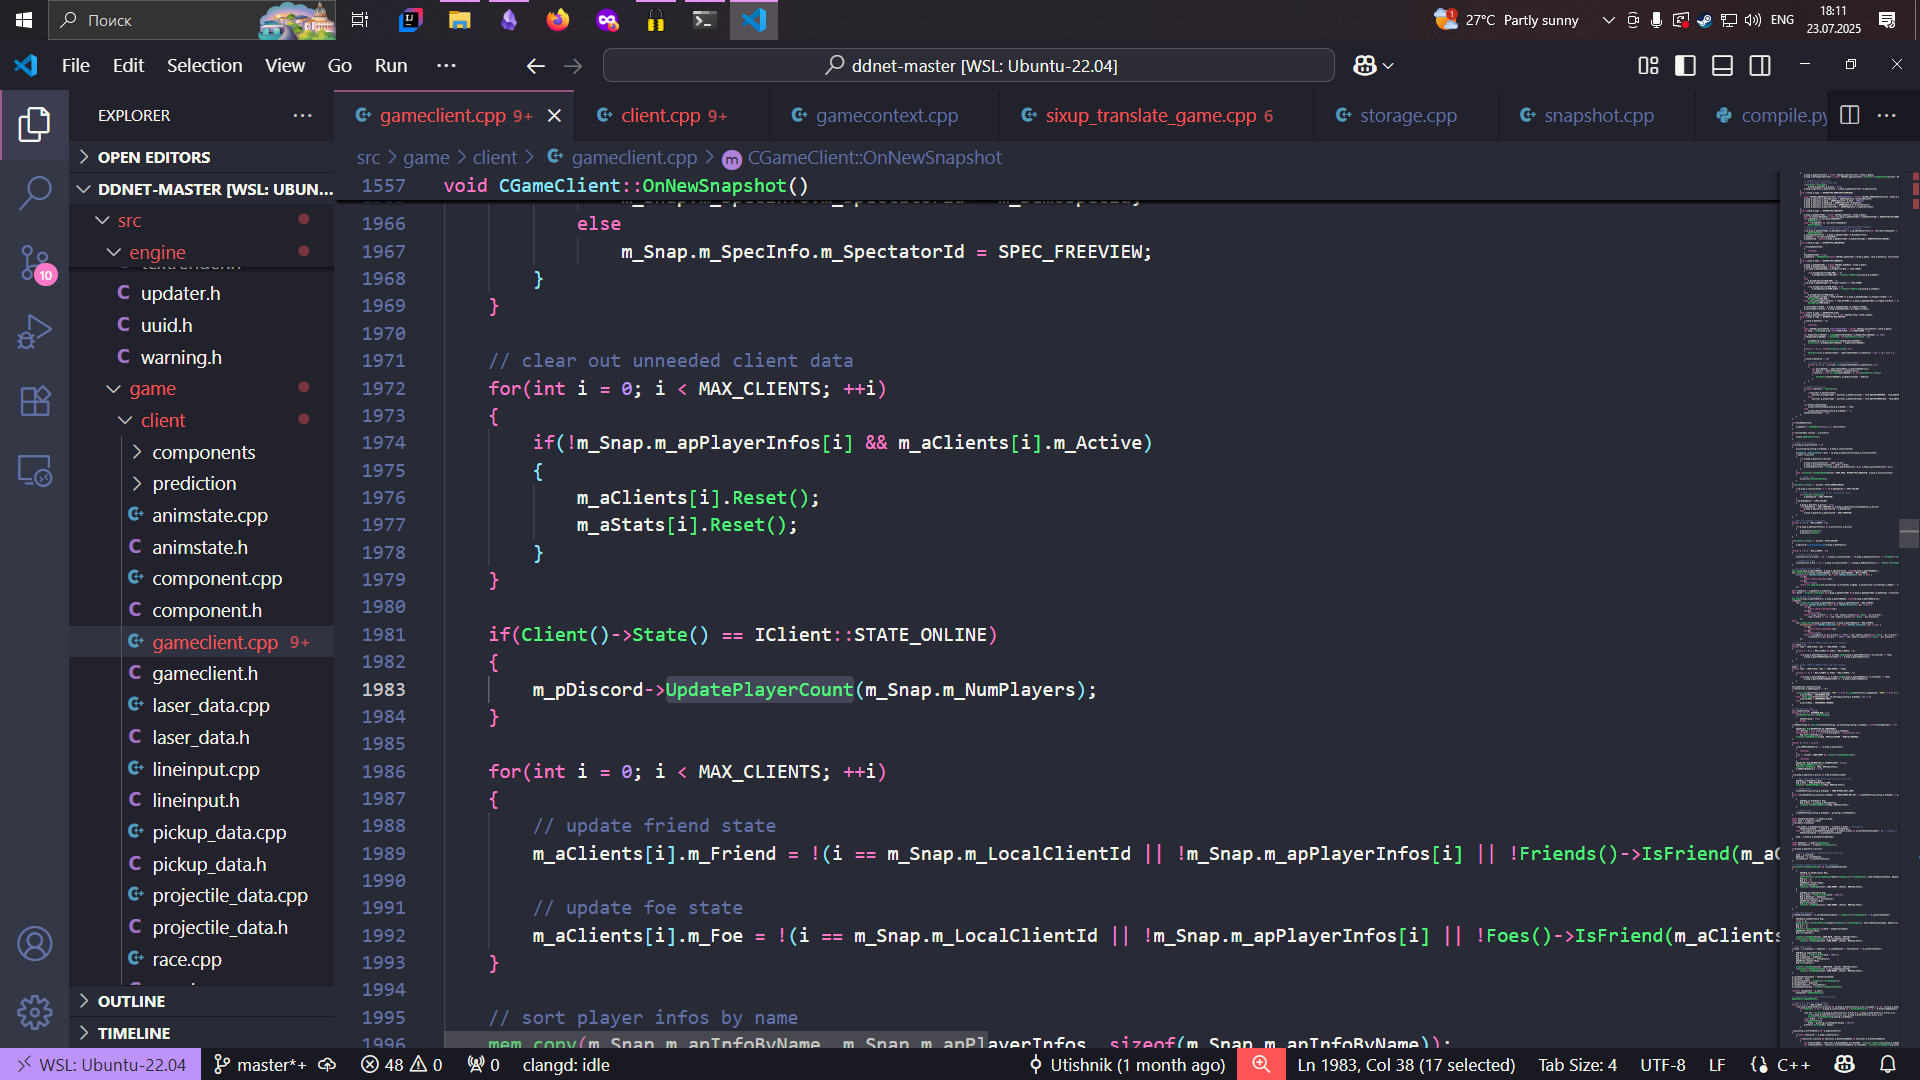 Поиск
27°C Partly sunny
ENG
18:11
23.07.2025
File Edit Selection View Go Run ···
ddnet-master [WSL: Ubuntu-22.04]
EXPLORER
gameclient.cpp 9+
client.cpp 9+
gamecontext.cpp
sixup_translate_game.cpp 6
storage.cpp
snapshot.cpp
compile.py
OPEN EDITORS
DDNET-MASTER [WSL: UBUN...
src
engine
updater.h
uuid.h
warning.h
game
client
components
prediction
animstate.cpp
animstate.h
component.cpp
component.h
gameclient.cpp 9+
gameclient.h
laser_data.cpp
laser_data.h
lineinput.cpp
lineinput.h
pickup_data.cpp
pickup_data.h
projectile_data.cpp
projectile_data.h
race.cpp
OUTLINE
TIMELINE
10
src > game > client > gameclient.cpp > CGameClient::OnNewSnapshot
1557 void CGameClient::OnNewSnapshot()
1966 else
1967 m_Snap.m_SpecInfo.m_SpectatorId = SPEC_FREEVIEW;
1968 }
1969 }
1970
1971 // clear out unneeded client data
1972 for(int i = 0; i < MAX_CLIENTS; ++i)
1973 {
1974 if(!m_Snap.m_apPlayerInfos[i] && m_aClients[i].m_Active)
1975 {
1976 m_aClients[i].Reset();
1977 m_aStats[i].Reset();
1978 }
1979 }
1980
1981 if(Client()->State() == IClient::STATE_ONLINE)
1982 {
1983 m_pDiscord->UpdatePlayerCount(m_Snap.m_NumPlayers);
1984 }
1985
1986 for(int i = 0; i < MAX_CLIENTS; ++i)
1987 {
1988 // update friend state
1989 m_aClients[i].m_Friend = !(i == m_Snap.m_LocalClientId || !m_Snap.m_apPlayerInfos[i] || !Friends()->IsFriend(m_aC
1990
1991 // update foe state
1992 m_aClients[i].m_Foe = !(i == m_Snap.m_LocalClientId || !m_Snap.m_apPlayerInfos[i] || !Foes()->IsFriend(m_aClients
1993 }
1994
1995 // sort player infos by name
1996 mem_copy(m_Snap.m_apInfoByName, m_Snap.m_apPlayerInfos, sizeof(m_Snap.m_apInfoByName));
WSL: Ubuntu-22.04 master*+ 48 0 0 clangd: idle Utishnik (1 month ago) Ln 1983, Col 38 (17 selected) Tab Size: 4 UTF-8 LF C++